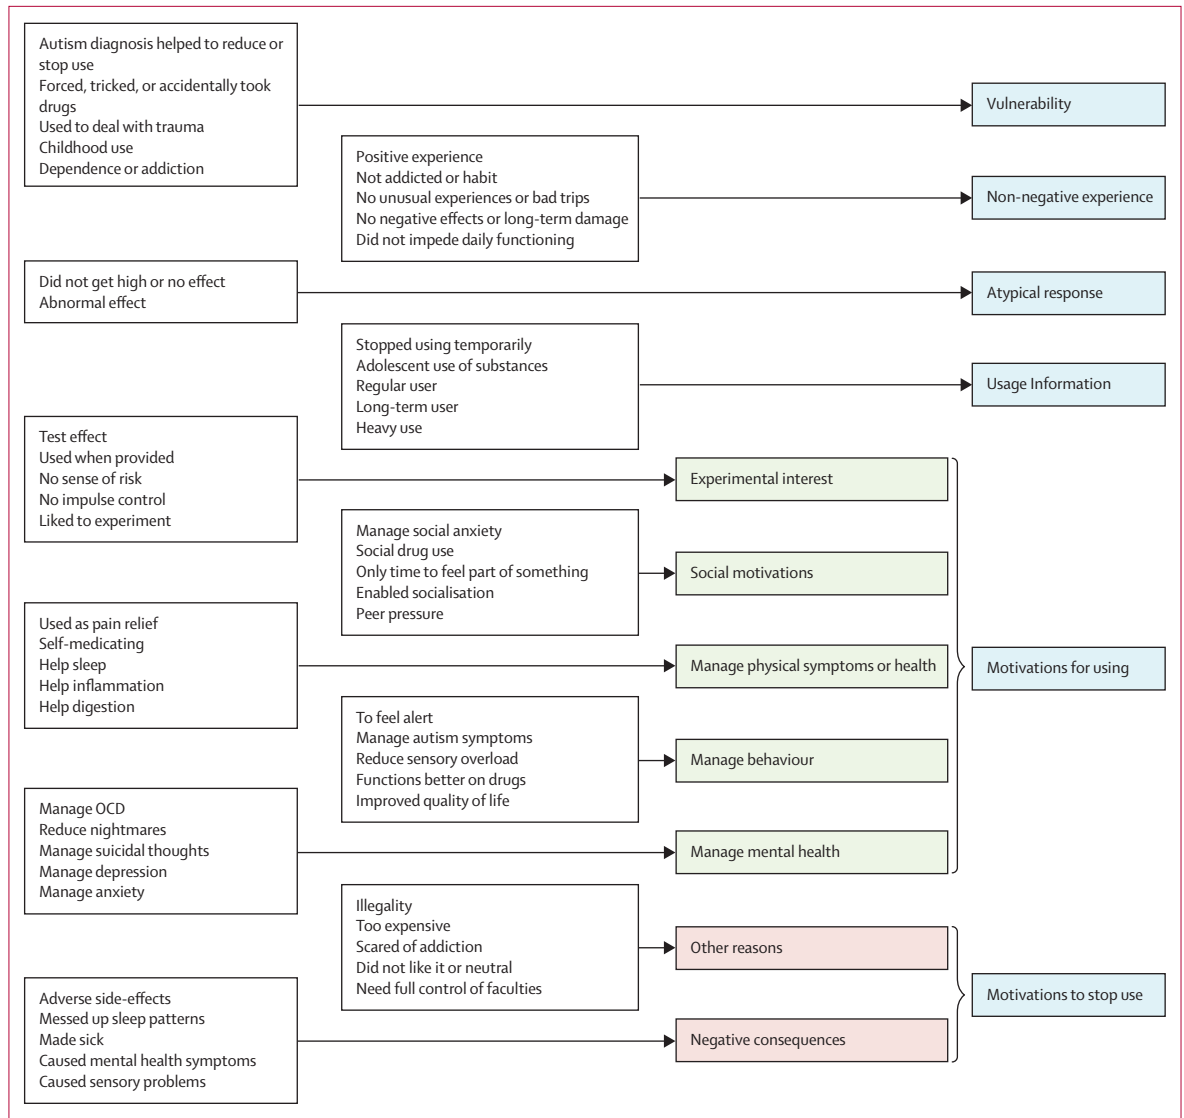 Autism diagnosis helped to reduce or
stop use
Forced, tricked, or accidentally took
drugs
Used to deal with trauma
Childhood use
Dependence or addiction
Vulnerability
Positive experience
Not addicted or habit
No unusual experiences or bad trips
No negative effects or long-term damage
Did not impede daily functioning
Non-negative experience
Did not get high or no effect
Abnormal effect
Atypical response
Stopped using temporarily
Adolescent use of substances
Regular user
Long-term user
Heavy use
Usage Information
Test effect
Used when provided
No sense of risk
No impulse control
Liked to experiment
Experimental interest
Manage social anxiety
Social drug use
Only time to feel part of something
Enabled socialisation
Peer pressure
Social motivations
Used as pain relief
Self-medicating
Help sleep
Help inflammation
Help digestion
Manage physical symptoms or health
Motivations for using
To feel alert
Manage autism symptoms
Reduce sensory overload
Functions better on drugs
Improved quality of life
Manage behaviour
Manage OCD
Reduce nightmares
Manage suicidal thoughts
Manage depression
Manage anxiety
Manage mental health
Illegality
Too expensive
Scared of addiction
Did not like it or neutral
Need full control of faculties
Other reasons
Motivations to stop use
Adverse side-effects
Messed up sleep patterns
Made sick
Caused mental health symptoms
Caused sensory problems
Negative consequences